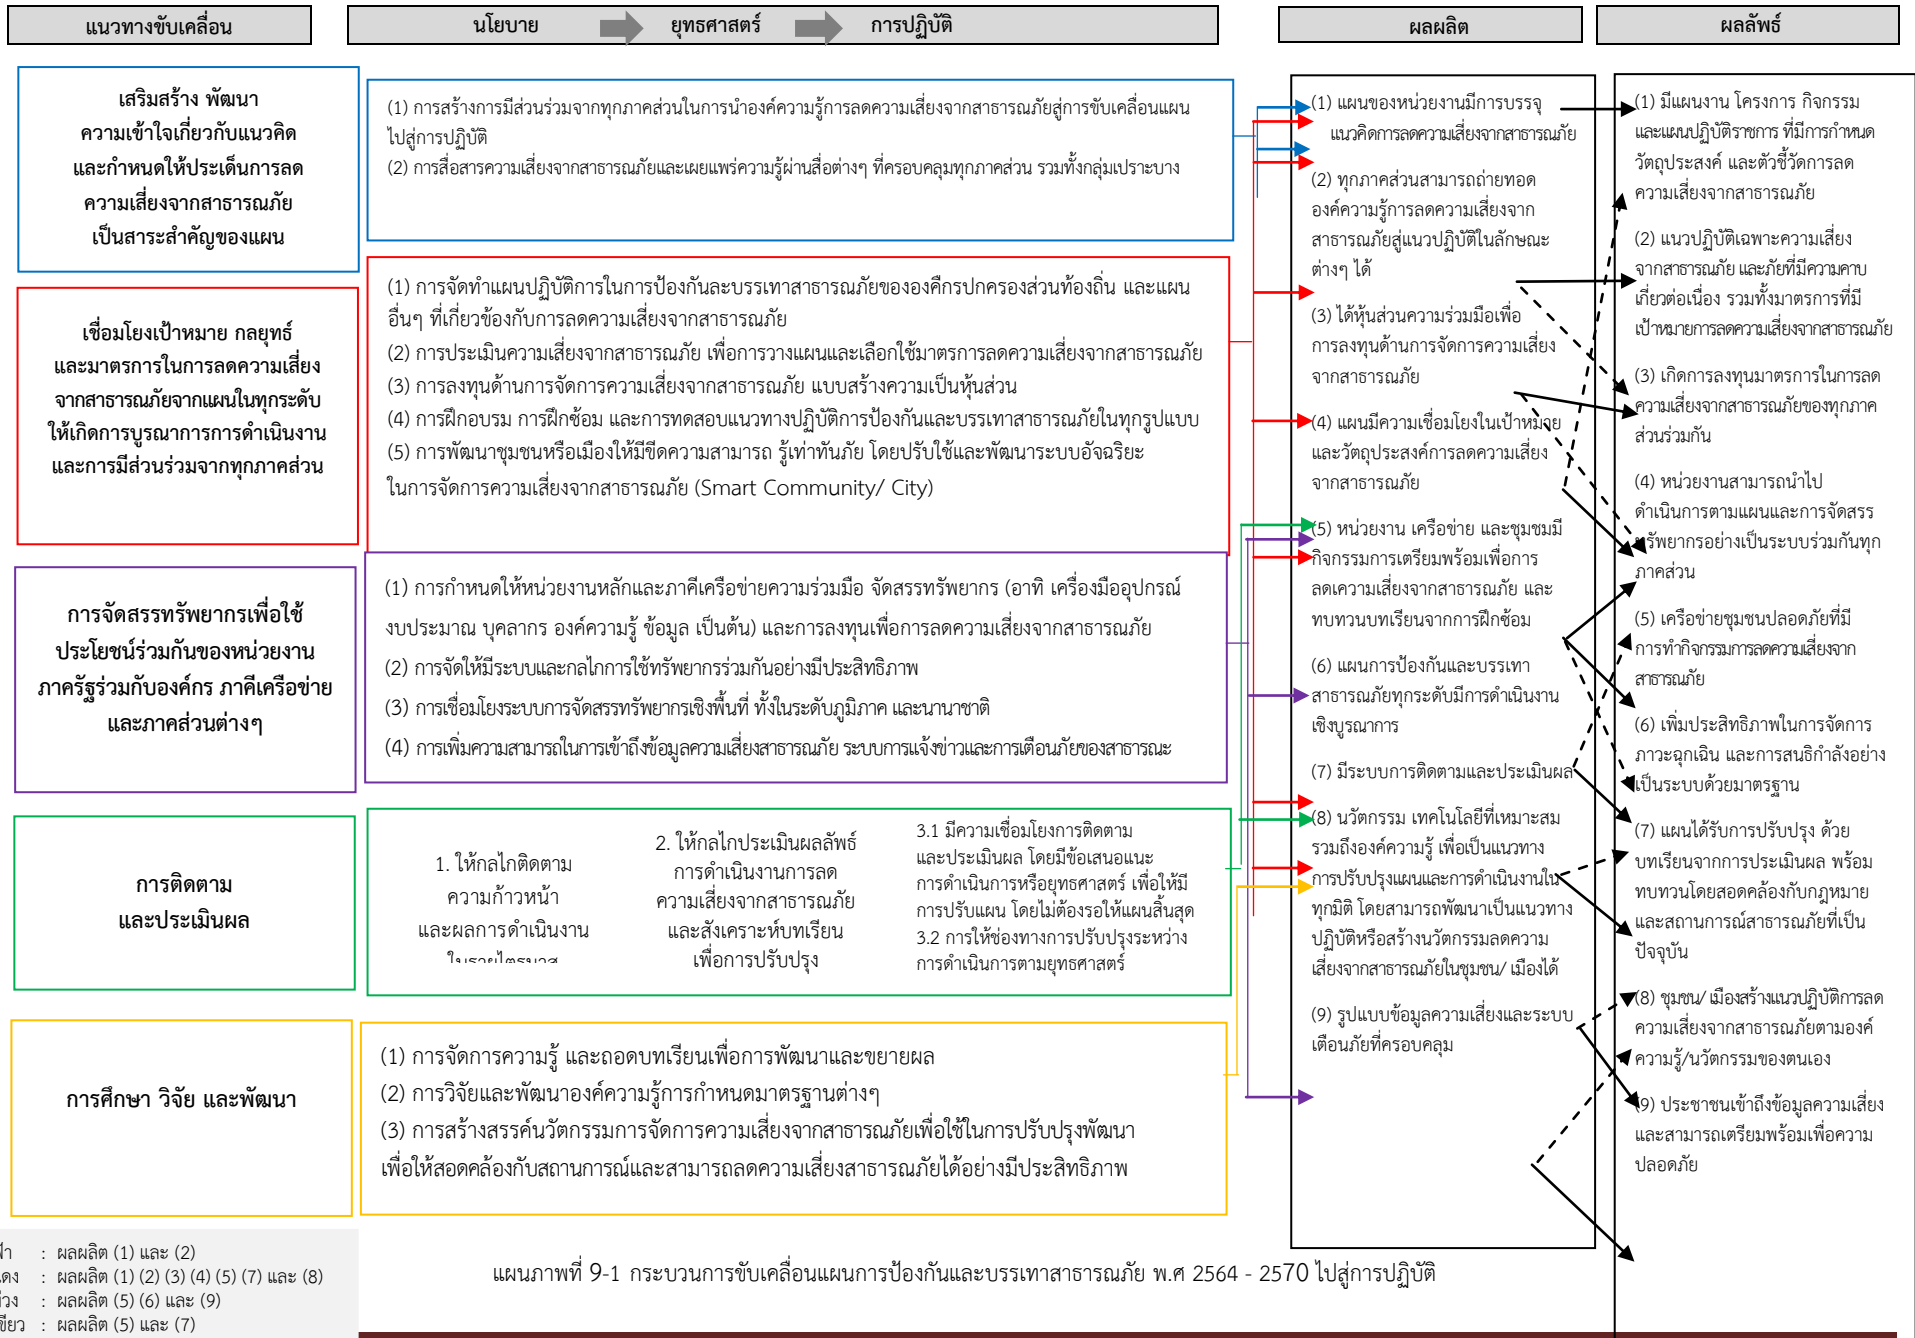 แนวทางขับเคลื่อน
นโยบาย ยุทธศาสตร์ การปฏิบัติ
ผลผลิต
ผลลัพธ์
เสริมสร้าง พัฒนา
ความเข้าใจเกี่ยวกับแนวคิด
และกำหนดให้ประเด็นการลด
ความเสี่ยงจากสาธารณภัย
เป็นสาระสำคัญของแผน
(1) การสร้างการมีส่วนร่วมจากทุกภาคส่วนในการนำองค์ความรู้การลดความเสี่ยงจากสาธารณภัยสู่การขับเคลื่อนแผน
ไปสู่การปฏิบัติ
(2) การสื่อสารความเสี่ยงจากสาธารณภัยและเผยแพร่ความรู้ผ่านสื่อต่างๆ ที่ครอบคลุมทุกภาคส่วน รวมทั้งกลุ่มเปราะบาง
เชื่อมโยงเป้าหมาย กลยุทธ์
และมาตรการในการลดความเสี่ยง
จากสาธารณภัยจากแผนในทุกระดับ
ให้เกิดการบูรณาการการดำเนินงาน
และการมีส่วนร่วมจากทุกภาคส่วน
(1) การจัดทำแผนปฏิบัติการในการป้องกันละบรรเทาสาธารณภัยขององค์กรปกครองส่วนท้องถิ่น และแผน
อื่นๆ ที่เกี่ยวข้องกับการลดความเสี่ยงจากสาธารณภัย
(2) การประเมินความเสี่ยงจากสาธารณภัย เพื่อการวางแผนและเลือกใช้มาตรการลดความเสี่ยงจากสาธารณภัย
(3) การลงทุนด้านการจัดการความเสี่ยงจากสาธารณภัย แบบสร้างความเป็นหุ้นส่วน
(4) การฝึกอบรม การฝึกซ้อม และการทดสอบแนวทางปฏิบัติการป้องกันและบรรเทาสาธารณภัยในทุกรูปแบบ
(5) การพัฒนาชุมชนหรือเมืองให้มีขีดความสามารถ รู้เท่าทันภัย โดยปรับใช้และพัฒนาระบบอัจฉริยะ
ในการจัดการความเสี่ยงจากสาธารณภัย (Smart Community/ City)
การจัดสรรทรัพยากรเพื่อใช้
ประโยชน์ร่วมกันของหน่วยงาน
ภาครัฐร่วมกับองค์กร ภาคีเครือข่าย
และภาคส่วนต่างๆ
(1) การกำหนดให้หน่วยงานหลักและภาคีเครือข่ายความร่วมมือ จัดสรรทรัพยากร (อาทิ เครื่องมืออุปกรณ์
งบประมาณ บุคลากร องค์ความรู้ ข้อมูล เป็นต้น) และการลงทุนเพื่อการลดความเสี่ยงจากสาธารณภัย
(2) การจัดให้มีระบบและกลไกการใช้ทรัพยากรร่วมกันอย่างมีประสิทธิภาพ
(3) การเชื่อมโยงระบบการจัดสรรทรัพยากรเชิงพื้นที่ ทั้งในระดับภูมิภาค และนานาชาติ
(4) การเพิ่มความสามารถในการเข้าถึงข้อมูลความเสี่ยงสาธารณภัย ระบบการแจ้งข่าวและการเตือนภัยของสาธารณะ
การติดตาม
และประเมินผล
1. ให้กลไกติดตาม
ความก้าวหน้า
และผลการดำเนินงาน
ในรายไตรมาส
2. ให้กลไกประเมินผลลัพธ์
การดำเนินงานการลด
ความเสี่ยงจากสาธารณภัย
และสังเคราะห์บทเรียน
เพื่อการปรับปรุง
3.1 มีความเชื่อมโยงการติดตาม
และประเมินผล โดยมีข้อเสนอแนะ
การดำเนินการหรือยุทธศาสตร์ เพื่อให้มี
การปรับแผน โดยไม่ต้องรอให้แผนสิ้นสุด
3.2 การให้ช่องทางการปรับปรุงระหว่าง
การดำเนินการตามยุทธศาสตร์
การศึกษา วิจัย และพัฒนา
(1) การจัดการความรู้ และถอดบทเรียนเพื่อการพัฒนาและขยายผล
(2) การวิจัยและพัฒนาองค์ความรู้การกำหนดมาตรฐานต่างๆ
(3) การสร้างสรรค์นวัตกรรมการจัดการความเสี่ยงจากสาธารณภัยเพื่อใช้ในการปรับปรุงพัฒนา
เพื่อให้สอดคล้องกับสถานการณ์และสามารถลดความเสี่ยงสาธารณภัยได้อย่างมีประสิทธิภาพ
(1) แผนของหน่วยงานมีการบรรจุ
แนวคิดการลดความเสี่ยงจากสาธารณภัย
(2) ทุกภาคส่วนสามารถถ่ายทอด
องค์ความรู้การลดความเสี่ยงจาก
สาธารณภัยสู่แนวปฏิบัติในลักษณะ
ต่างๆ ได้
(3) ได้หุ้นส่วนความร่วมมือเพื่อ
การลงทุนด้านการจัดการความเสี่ยง
จากสาธารณภัย
(4) แผนมีความเชื่อมโยงในเป้าหมาย
และวัตถุประสงค์การลดความเสี่ยง
จากสาธารณภัย
(5) หน่วยงาน เครือข่าย และชุมชมมี
กิจกรรมการเตรียมพร้อมเพื่อการ
ลดเความเสี่ยงจากสาธารณภัย และ
ทบทวนบทเรียนจากการฝึกซ้อม
(6) แผนการป้องกันและบรรเทา
สาธารณภัยทุกระดับมีการดำเนินงาน
เชิงบูรณาการ
(7) มีระบบการติดตามและประเมินผล
(8) นวัตกรรม เทคโนโลยีที่เหมาะสม
รวมถึงองค์ความรู้ เพื่อเป็นแนวทาง
การปรับปรุงแผนและการดำเนินงานใน
ทุกมิติ โดยสามารถพัฒนาเป็นแนวทาง
ปฏิบัติหรือสร้างนวัตกรรมลดความ
เสี่ยงจากสาธารณภัยในชุมชน/ เมืองได้
(9) รูปแบบข้อมูลความเสี่ยงและระบบ
เตือนภัยที่ครอบคลุม
(1) มีแผนงาน โครงการ กิจกรรม
และแผนปฏิบัติราชการ ที่มีการกำหนด
วัตถุประสงค์ และตัวชี้วัดการลด
ความเสี่ยงจากสาธารณภัย
(2) แนวปฏิบัติเฉพาะความเสี่ยง
จากสาธารณภัย และภัยที่มีความคาบ
เกี่ยวต่อเนื่อง รวมทั้งมาตรการที่มี
เป้าหมายการลดความเสี่ยงจากสาธารณภัย
(3) เกิดการลงทุนมาตรการในการลด
ความเสี่ยงจากสาธารณภัยของทุกภาค
ส่วนร่วมกัน
(4) หน่วยงานสามารถนำไป
ดำเนินการตามแผนและการจัดสรร
ทรัพยากรอย่างเป็นระบบร่วมกันทุก
ภาคส่วน
(5) เครือข่ายชุมชนปลอดภัยที่มี
การทำกิจกรรมการลดความเสี่ยงจาก
สาธารณภัย
(6) เพิ่มประสิทธิภาพในการจัดการ
ภาวะฉุกเฉิน และการสนธิกำลังอย่าง
เป็นระบบด้วยมาตรฐาน
(7) แผนได้รับการปรับปรุง ด้วย
บทเรียนจากการประเมินผล พร้อม
ทบทวนโดยสอดคล้องกับกฎหมาย
และสถานการณ์สาธารณภัยที่เป็น
ปัจจุบัน
(8) ชุมชน/ เมืองสร้างแนวปฏิบัติการลด
ความเสี่ยงจากสาธารณภัยตามองค์
ความรู้/นวัตกรรมของตนเอง
(9) ประชาชนเข้าถึงข้อมูลความเสี่ยง
และสามารถเตรียมพร้อมเพื่อความ
ปลอดภัย
: ผลผลิต (1) และ (2)
: ผลผลิต (1) (2) (3) (4) (5) (7) และ (8)
: ผลผลิต (5) (6) และ (9)
: ผลผลิต (5) และ (7)
แผนภาพที่ 9-1 กระบวนการขับเคลื่อนแผนการป้องกันและบรรเทาสาธารณภัย พ.ศ 2564 - 2570 ไปสู่การปฏิบัติ